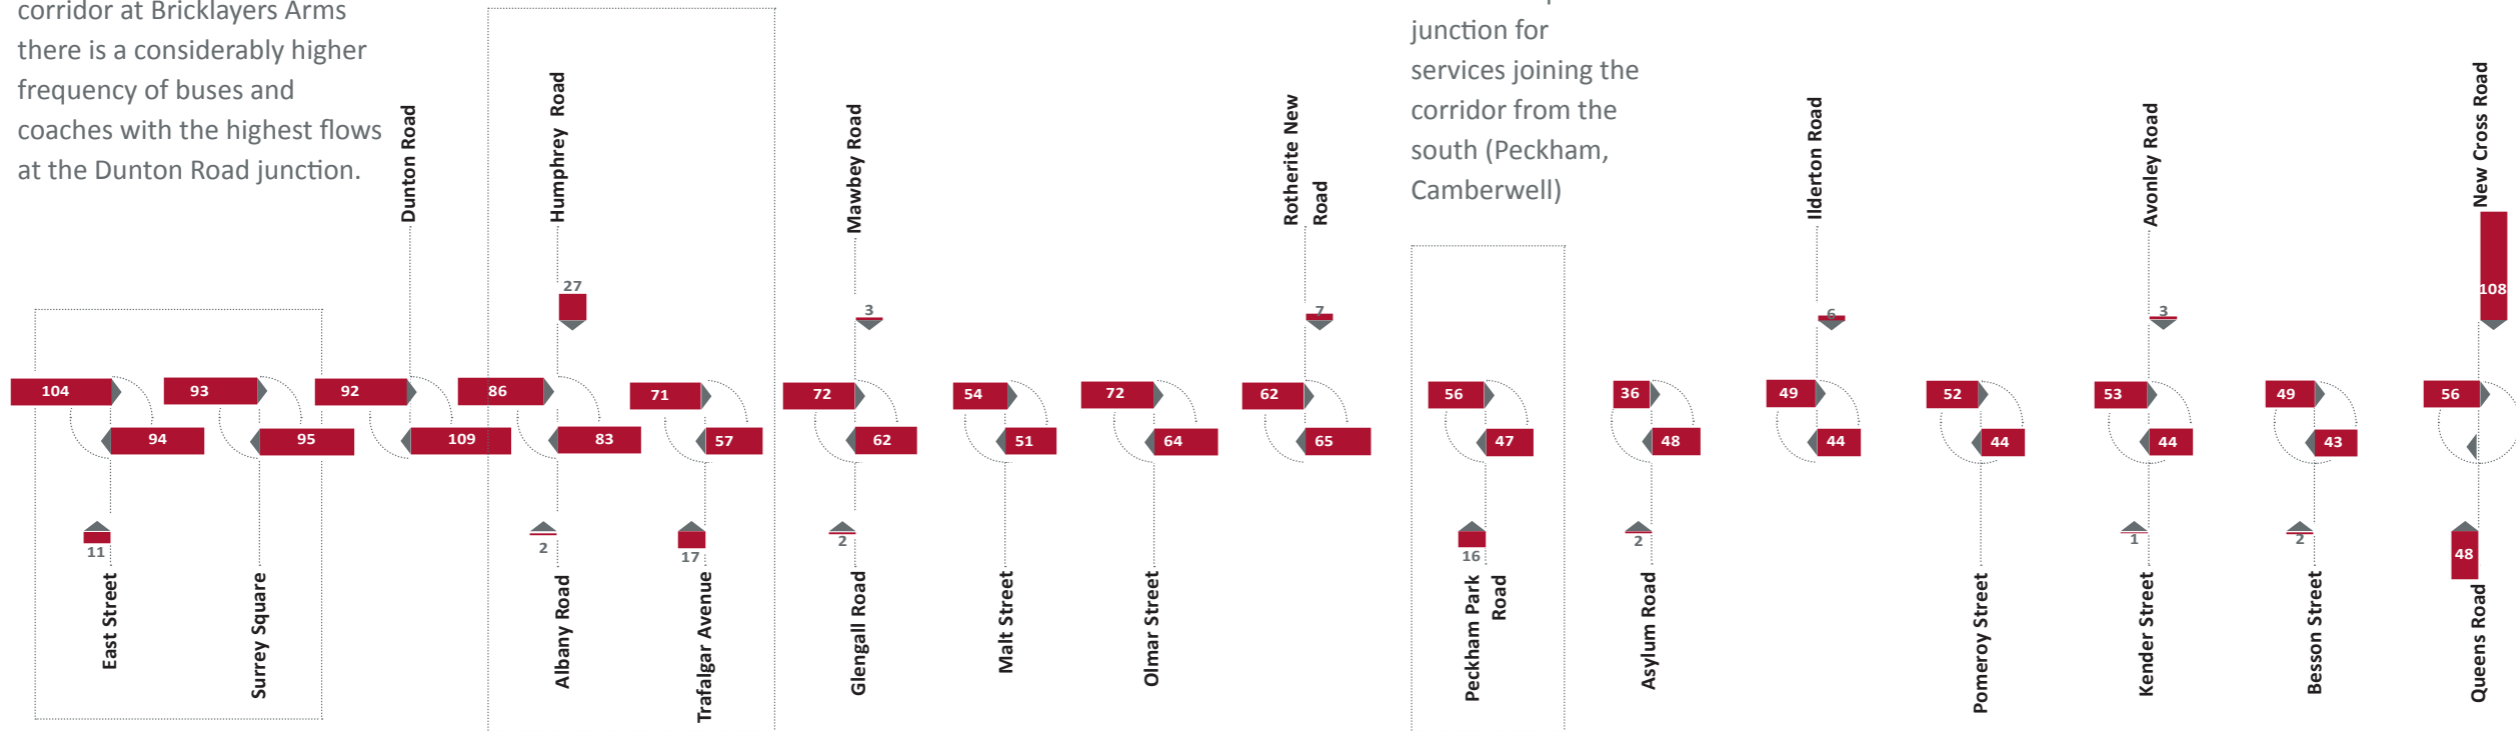 corridor at Bricklayers Arms
there is a considerably higher
frequency of buses and
coaches with the highest flows
at the Dunton Road junction.
junction for
services joining the
corridor from the
south (Peckham,
Camberwell)
Dunton Road
Humphrey Road
Mawbey Road
Rotherite New
Road
Ilderton Road
Avonley Road
New Cross Road
27
3
7
6
3
108
104
93
92
86
71
72
54
72
62
56
36
49
52
53
49
56
94
95
109
83
57
62
51
64
65
47
48
44
44
44
43
11
2
17
2
16
2
1
2
48
East Street
Surrey Square
Albany Road
Trafalgar Avenue
Glengall Road
Malt Street
Olmar Street
Peckham Park
Road
Asylum Road
Pomeroy Street
Kender Street
Besson Street
Queens Road